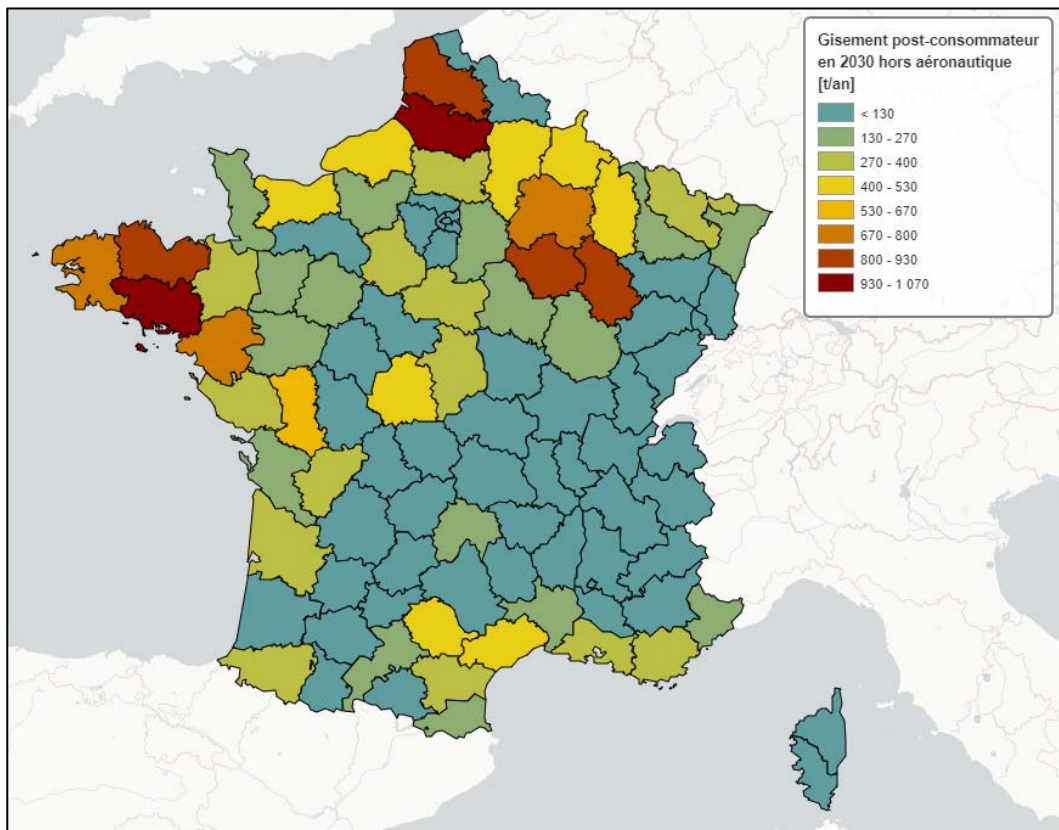 Gisement post-consommateur
en 2030 hors aéronautique
[t/an]
< 130
130 - 270
270 - 400
400 - 530
530 - 670
670 - 800
800 - 930
930 - 1 070